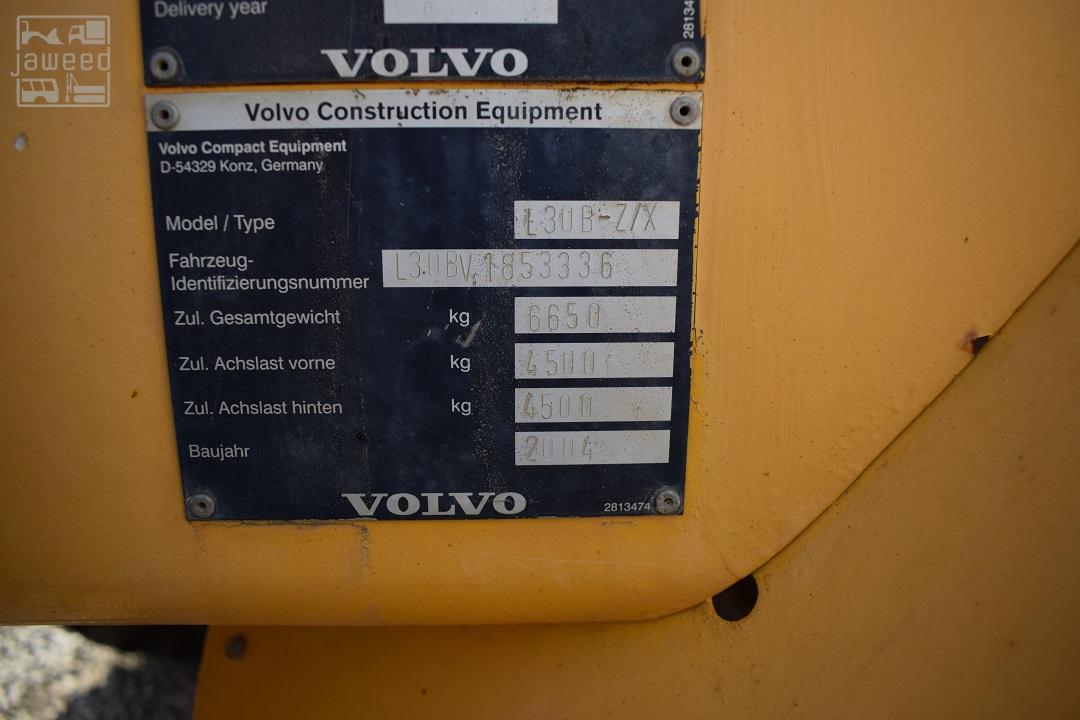 jaweed
Delivery year
28134
VOLVO
Volvo Construction Equipment
Volvo Compact Equipment
D-54329 Konz, Germany
Model / Type L30B-Z/X
Fahrzeug-
Identifizierungsnummer L30BV1853336
Zul. Gesamtgewicht kg 6650
Zul. Achslast vorne kg 4500
Zul. Achslast hinten kg 4500
Baujahr 2004
VOLVO
2813474